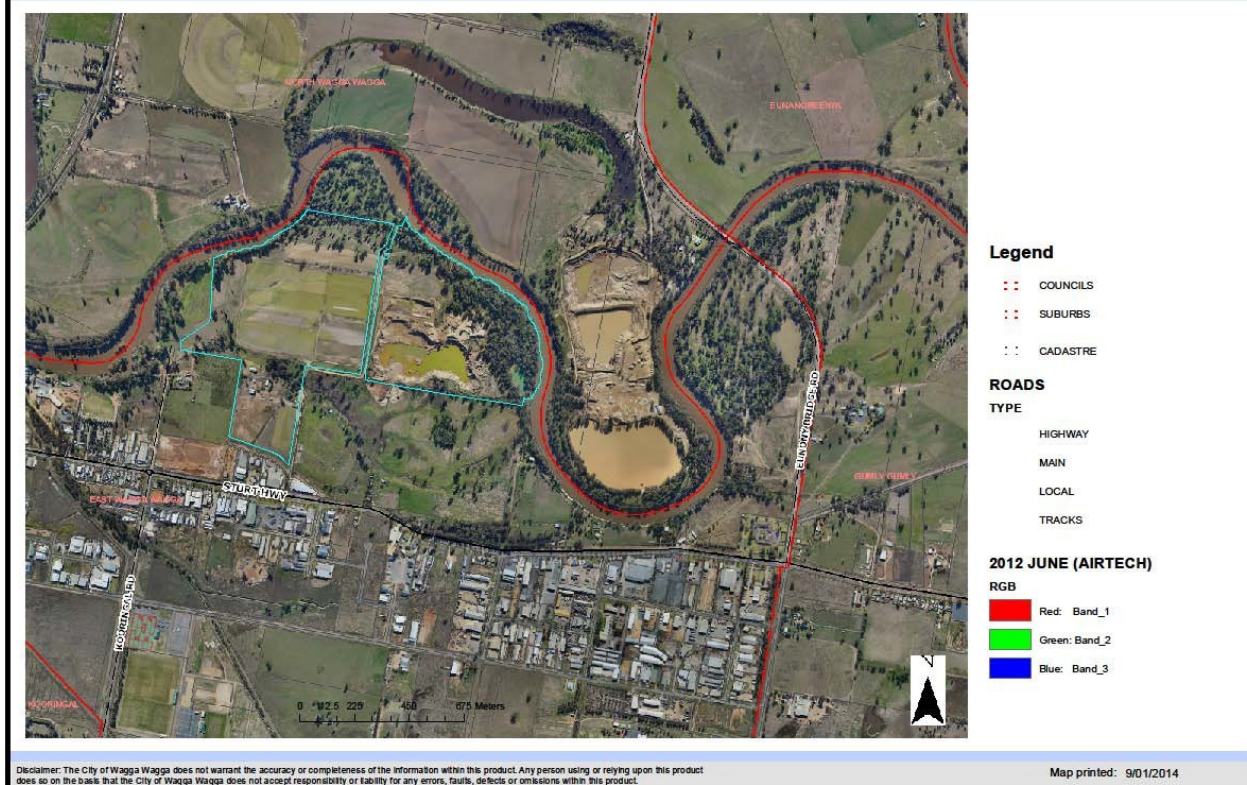 NORTH WAGGA WAGGA
EUNANOREENYA
EUNONY BRIDGE RD
GUMLY GUMLY
STURT HWY
EAST WAGGA WAGGA
KOORINGAL RD
KOORINGAL
0 112.5 225 450 675 Meters
N
Legend
COUNCILS
SUBURBS
CADASTRE
ROADS
TYPE
HIGHWAY
MAIN
LOCAL
TRACKS
2012 JUNE (AIRTECH)
RGB
Red: Band_1
Green: Band_2
Blue: Band_3
Disclaimer: The City of Wagga Wagga does not warrant the accuracy or completeness of the information within this product. Any person using or relying upon this product
does so on the basis that the City of Wagga Wagga does not accept responsibility or liability for any errors, faults, defects or omissions within this product.
Map printed: 9/01/2014